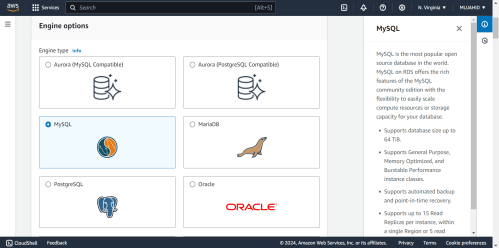 aws
Services
Search
[Alt+S]
N. Virginia
MUJAHID
Engine options
Engine type Info
Aurora (MySQL Compatible)
Aurora (PostgreSQL Compatible)
MySQL
MariaDB
PostgreSQL
Oracle
ORACLE
MySQL
MySQL is the most popular open
source database in the world.
MySQL on RDS offers the rich
features of the MySQL
community edition with the
flexibility to easily scale
compute resources or storage
capacity for your database.
• Supports database size up to
64 TiB.
• Supports General Purpose,
Memory Optimized, and
Burstable Performance
instance classes.
• Supports automated backup
and point-in-time recovery.
• Supports up to 15 Read
Replicas per instance, within
a single Region or 5 read
CloudShell
Feedback
© 2024, Amazon Web Services, Inc. or its affiliates.
Privacy
Terms
Cookie preferences